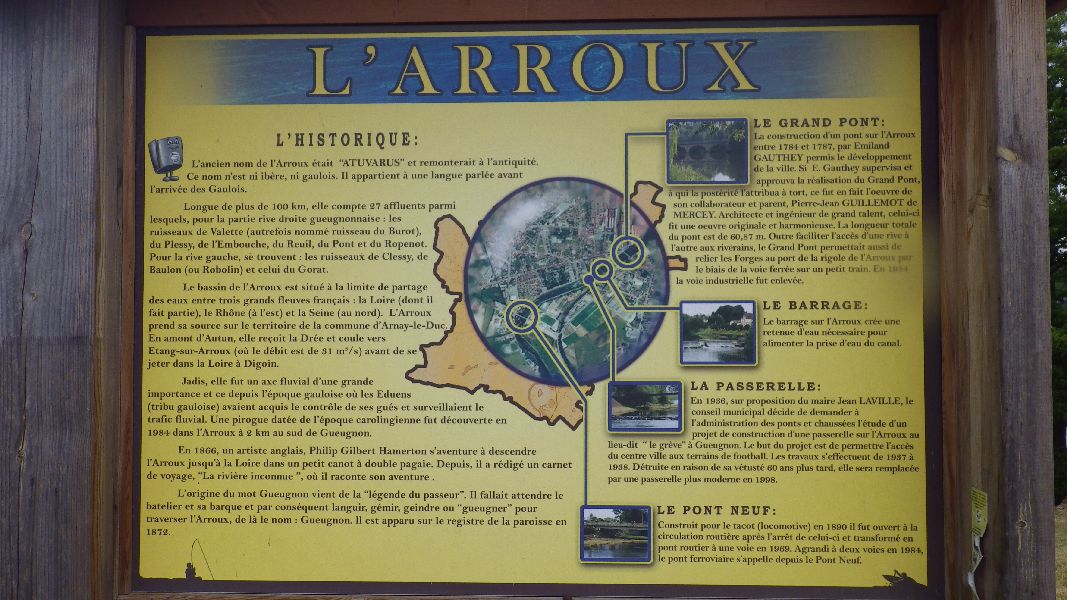 L'ARROUX
L'HISTORIQUE:
L'ancien nom de l'Arroux était "ATUVARUS" et remonterait à l'antiquité.
Ce nom n'est ni ibère, ni gaulois. Il appartient à une langue parlée avant
l'arrivée des Gaulois.
Longue de plus de 100 km, elle compte 27 affluents parmi
lesquels, pour la partie rive droite gueugnonnaise : les
ruisseaux de Valette (autrefois nommé ruisseau du Burot),
du Plessy, de l'Embouche, du Reuil, du Pont et du Ropenot.
Pour la rive gauche, se trouvent : les ruisseaux de Clessy, de
Baulon (ou Robolin) et celui du Gorat.
Le bassin de l'Arroux est situé à la limite de partage
des eaux entre trois grands fleuves français : la Loire (dont il
fait partie), le Rhône (à l'est) et la Seine (au nord). L'Arroux
prend sa source sur le territoire de la commune d'Arnay-le-Duc.
En amont d'Autun, elle reçoit la Drée et coule vers
Etang-sur-Arroux (où le débit est de 31 m³/s) avant de se
jeter dans la Loire à Digoin.
Jadis, elle fut un axe fluvial d'une grande
importance et ce depuis l'époque gauloise où les Eduens
(tribu gauloise) avaient acquis le contrôle de ses gués et surveillaient le
trafic fluvial. Une pirogue datée de l'époque carolingienne fut découverte en
1984 dans l'Arroux à 2 km au sud de Gueugnon.
En 1866, un artiste anglais, Philip Gilbert Hamerton s'aventure à descendre
l'Arroux jusqu'à la Loire dans un petit canot à double pagaie. Depuis, il a rédigé un carnet
de voyage, "La rivière inconnue ", où il raconte son aventure .
L'origine du mot Gueugnon vient de la "légende du passeur". Il fallait attendre le
batelier et sa barque et par conséquent languir, gémir, geindre ou "gueugner" pour
traverser l'Arroux, de là le nom : Gueugnon. Il est apparu sur le registre de la paroisse en
1872.
LE GRAND PONT:
La construction d'un pont sur l'Arroux
entre 1784 et 1787, par Emiland
GAUTHEY permis le développement
de la ville. Si E. Gauthey supervisa et
approuva la réalisation du Grand Pont,
à qui la postérité l'attribua à tort, ce fut en fait l'oeuvre de
son collaborateur et parent, Pierre-Jean GUILLEMOT de
MERCEY. Architecte et ingénieur de grand talent, celui-ci
fit une oeuvre originale et harmonieuse. La longueur totale
du pont est de 60,57 m. Outre faciliter l'accès d'une rive à
l'autre aux riverains, le Grand Pont permettait aussi de
relier les Forges au port de la rigole de l'Arroux par
le biais de la voie ferrée sur un petit train. En
la voie industrielle fut enlevée.
LE BARRAGE:
Le barrage sur l'Arroux crée une
retenue d'eau nécessaire pour
alimenter la prise d'eau du canal.
LA PASSERELLE:
En 1936, sur proposition du maire Jean LAVILLE, le
conseil municipal décide de demander à
l'administration des ponts et chaussées l'étude d'un
projet de construction d'une passerelle sur l'Arroux au
lieu-dit " le grève" à Gueugnon. Le but du projet est de permettre l'accès
du centre ville aux terrains de football. Les travaux s'effectuent de 1937 à
1938. Détruite en raison de sa vétusté 60 ans plus tard, elle sera remplacée
par une passerelle plus moderne en 1998.
LE PONT NEUF:
Construit pour le tacot (locomotive) en 1890 il fut ouvert à la
circulation routière après l'arrêt de celui-ci et transformé en
pont routier à une voie en 1969. Agrandi à deux voies en 1984,
le pont ferroviaire s'appelle depuis le Pont Neuf.